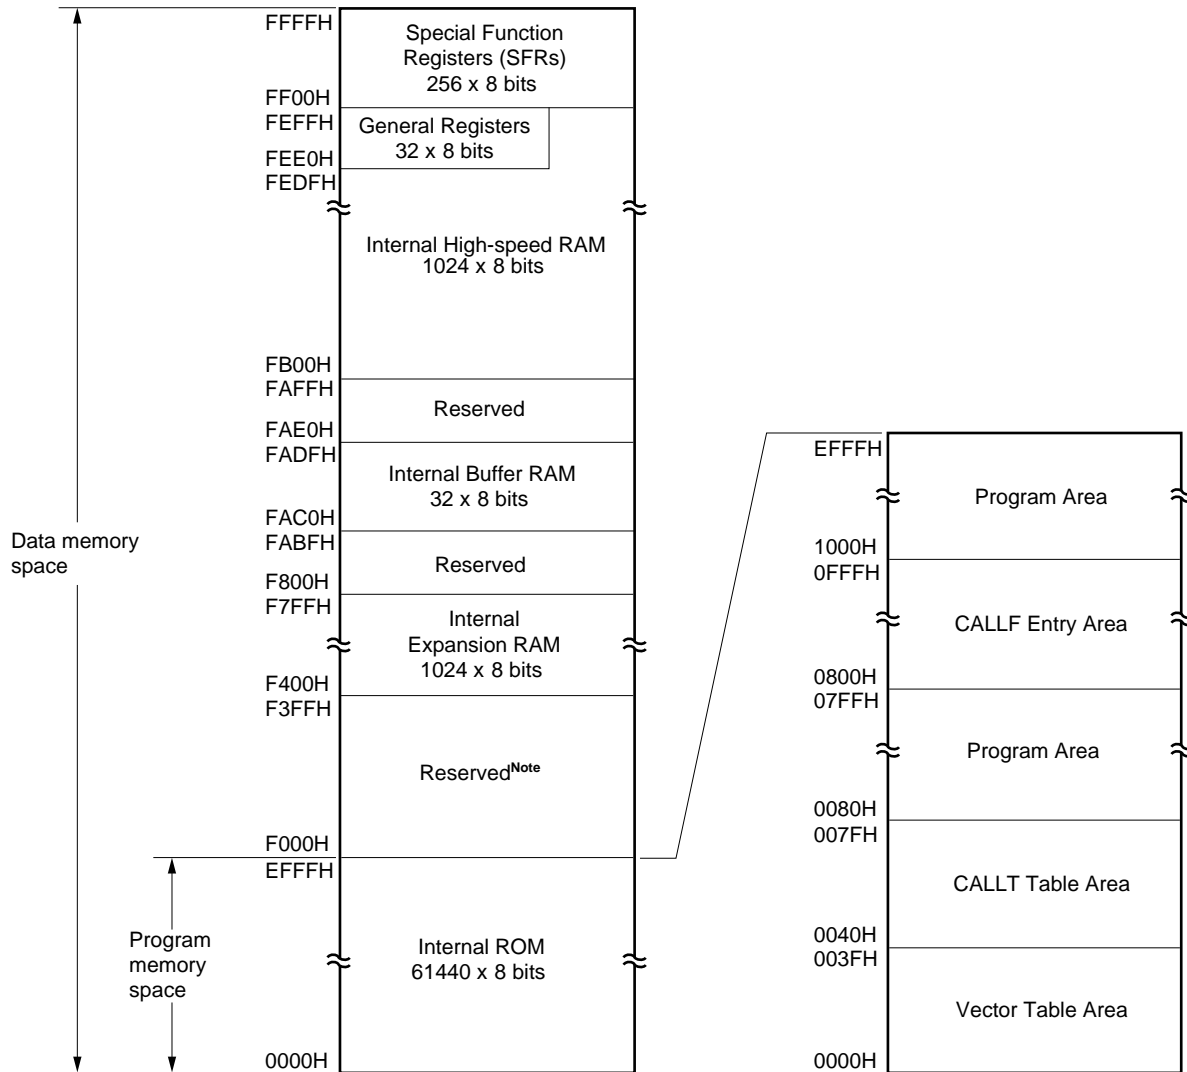 FFFFH
Special Function
Registers (SFRs)
256 x 8 bits
FF00H
FEFFH
General Registers
32 x 8 bits
FEE0H
FEDFH
Internal High-speed RAM
1024 x 8 bits
FB00H
FAFFH
Reserved
FAE0H
FADFH
Internal Buffer RAM
32 x 8 bits
FAC0H
FABFH
Reserved
F800H
F7FFH
Internal
Expansion RAM
1024 x 8 bits
F400H
F3FFH
ReservedNote
F000H
EFFFH
Internal ROM
61440 x 8 bits
0000H
Data memory
space
Program
memory
space
EFFFH
Program Area
1000H
0FFFH
CALLF Entry Area
0800H
07FFH
Program Area
0080H
007FH
CALLT Table Area
0040H
003FH
Vector Table Area
0000H